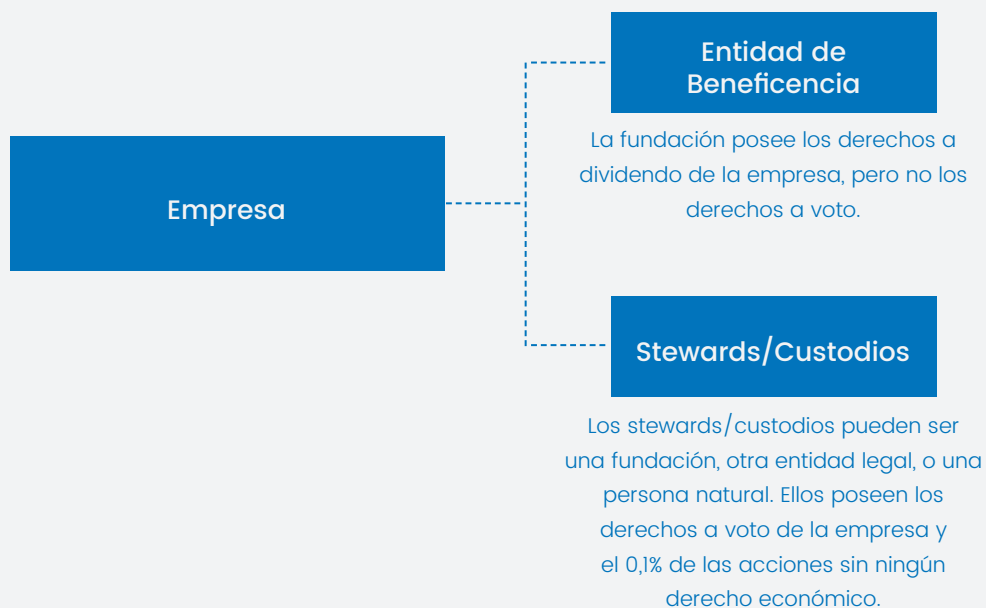 Entidad de
Beneficencia
La fundación posee los derechos a
dividendo de la empresa, pero no los
derechos a voto.
Empresa
Stewards/Custodios
Los stewards/custodios pueden ser
una fundación, otra entidad legal, o una
persona natural. Ellos poseen los
derechos a voto de la empresa y
el 0,1% de las acciones sin ningún
derecho económico.